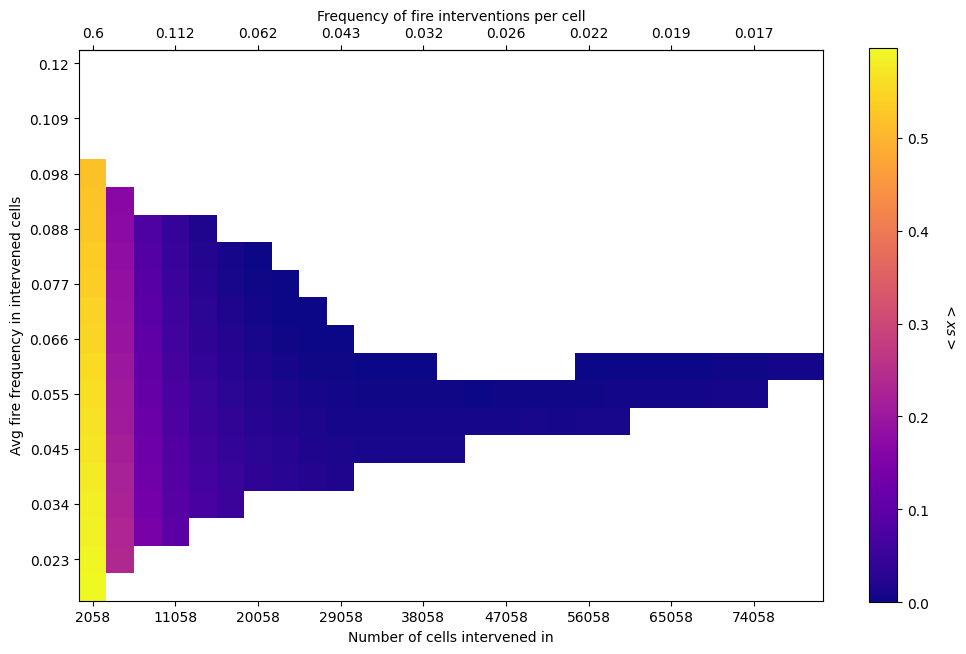 Frequency of fire interventions per cell
0.6 0.112 0.062 0.043 0.032 0.026 0.022 0.019 0.017
Avg fire frequency in intervened cells
0.12
0.109
0.098
0.088
0.077
0.066
0.055
0.045
0.034
0.023
2058 11058 20058 29058 38058 47058 56058 65058 74058
Number of cells intervened in
0.5
0.4
0.3
0.2
0.1
0.0
< sx >